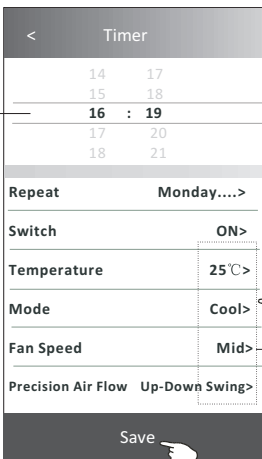 < Timer
14 17
15 18
16 : 19
17 20
18 21
Repeat Monday....>
Switch ON>
Temperature 25℃>
Mode Cool>
Fan Speed Mid>
Precision Air Flow Up-Down Swing>
Save